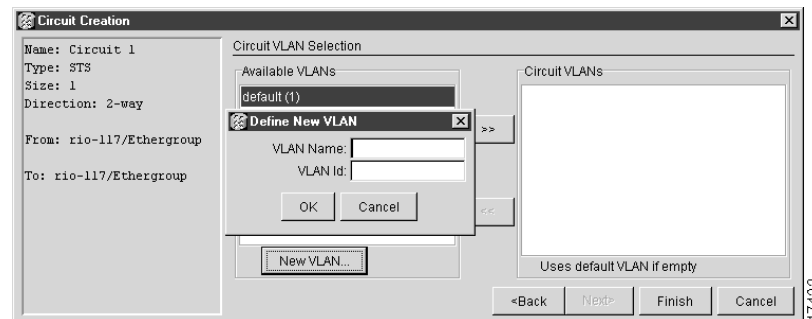 Circuit Creation
Name: Circuit 1
Type: STS
Size: 1
Direction: 2-way
From: rio-117/Ethergroup
To: rio-117/Ethergroup
Circuit VLAN Selection
Available VLANs
default (1)
Define New VLAN
VLAN Name:
VLAN Id:
OK
Cancel
New VLAN...
>>
<<
Circuit VLANs
Uses default VLAN if empty
<Back
Next>
Finish
Cancel